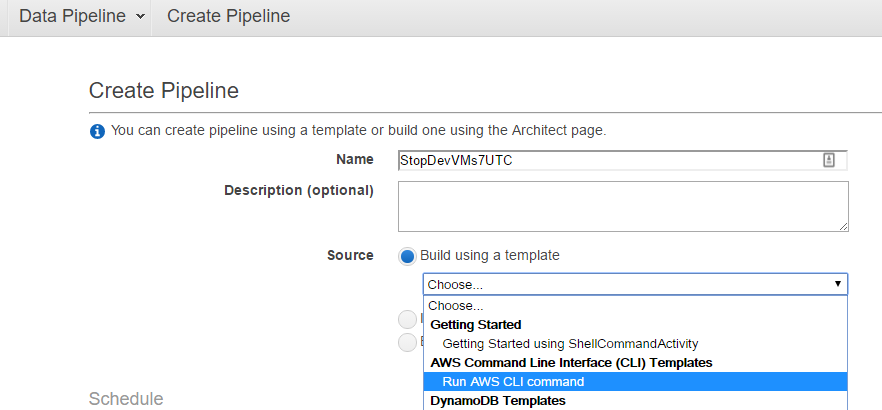 Data Pipeline Create Pipeline
Create Pipeline
You can create pipeline using a template or build one using the Architect page.
Name StopDevVMs7UTC
Description (optional)
Source Build using a template
Choose...
Choose...
Getting Started
Getting Started using ShellCommandActivity
AWS Command Line Interface (CLI) Templates
Run AWS CLI command
DynamoDB Templates
Schedule